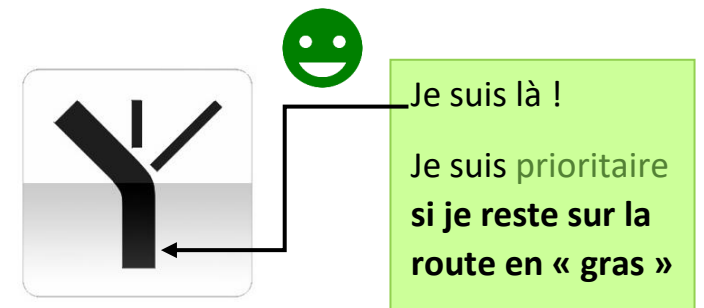 Je suis là !
Je suis prioritaire
si je reste sur la
route en « gras »